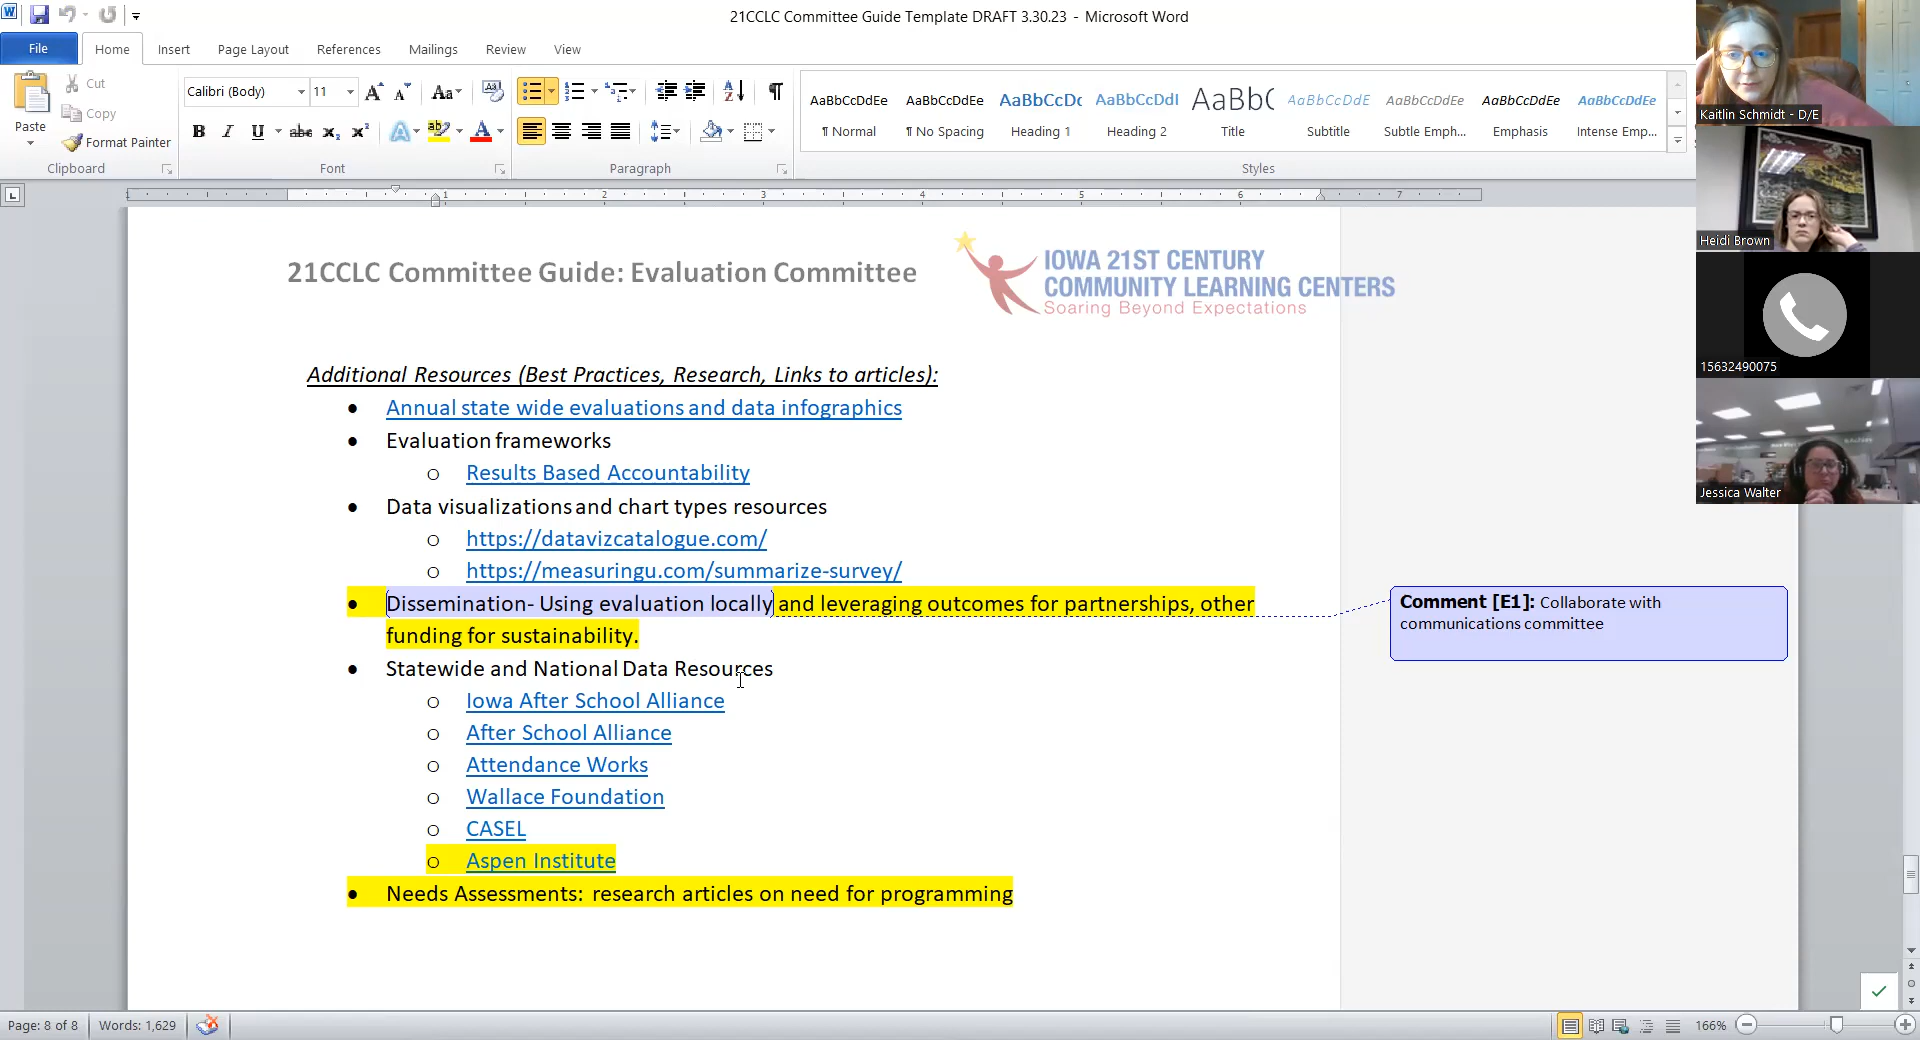 21CCLC Committee Guide Template DRAFT 3.30.23 - Microsoft Word
File Home Insert Page Layout References Mailings Review View
Cut
Copy
Format Painter
Paste
Clipboard
Calibri (Body) 11
Font
Paragraph
AaBbCcDdEe AaBbCcDdEe AaBbCcDc AaBbCcDdI AaBbC AaBbCcDdE AaBbCcDdEe AaBbCcDdEe AaBbCcDdEe
¶ Normal ¶ No Spacing Heading 1 Heading 2 Title Subtitle Subtle Emph... Emphasis Intense Emp...
Styles
Kaitlin Schmidt - D/E
Heidi Brown
15632490075
Jessica Walter
1 2 3 4 5 6 7
21CCLC Committee Guide: Evaluation Committee
IOWA 21ST CENTURY
COMMUNITY LEARNING CENTERS
Soaring Beyond Expectations
Additional Resources (Best Practices, Research, Links to articles):
• Annual state wide evaluations and data infographics
• Evaluation frameworks
o Results Based Accountability
• Data visualizations and chart types resources
o https://datavizcatalogue.com/
o https://measuringu.com/summarize-survey/
• Dissemination- Using evaluation locally and leveraging outcomes for partnerships, other
funding for sustainability.
Comment [E1]: Collaborate with
communications committee
• Statewide and National Data Resources
o Iowa After School Alliance
o After School Alliance
o Attendance Works
o Wallace Foundation
o CASEL
o Aspen Institute
• Needs Assessments: research articles on need for programming
Page: 8 of 8 Words: 1,629 166%